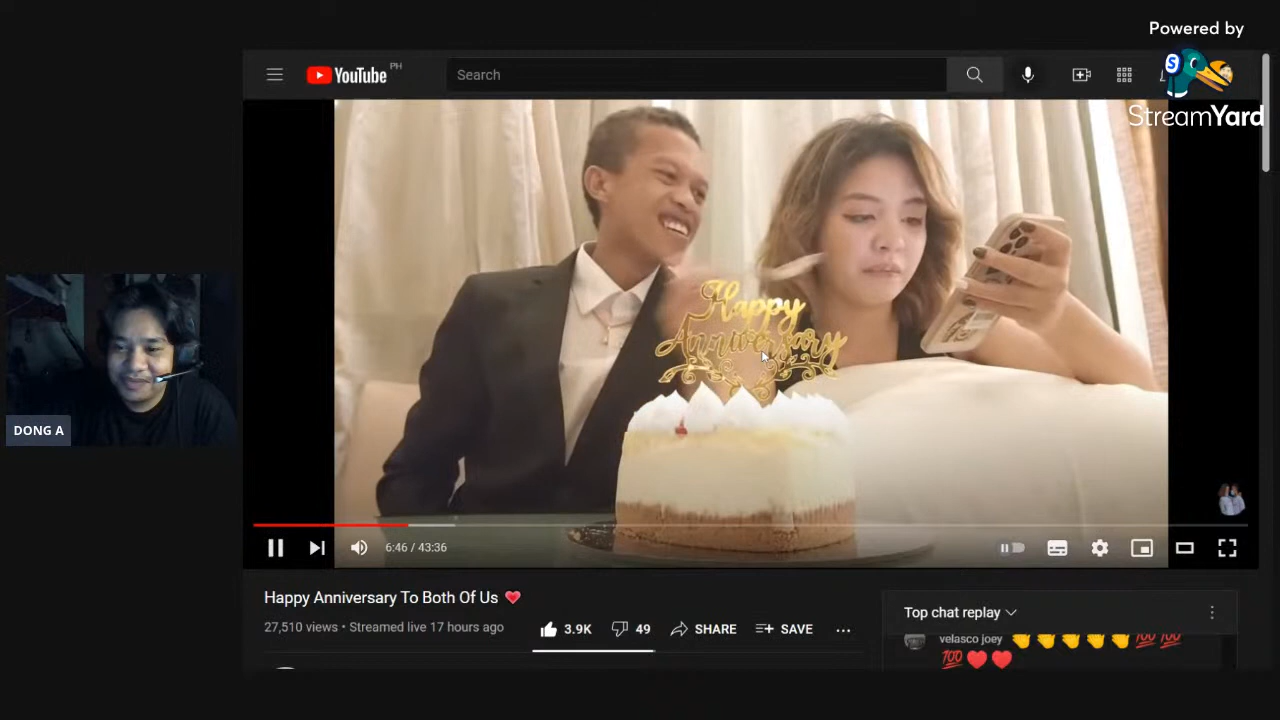 Powered by
StreamYard
YouTube PH
Search
Happy
Anniversary
DONG A
6:46 / 43:36
Happy Anniversary To Both Of Us ❤️
27,510 views • Streamed live 17 hours ago
3.9K
49
SHARE
SAVE
Top chat replay
velasco joey 👏👏👏👏👏💯💯
💯❤️❤️